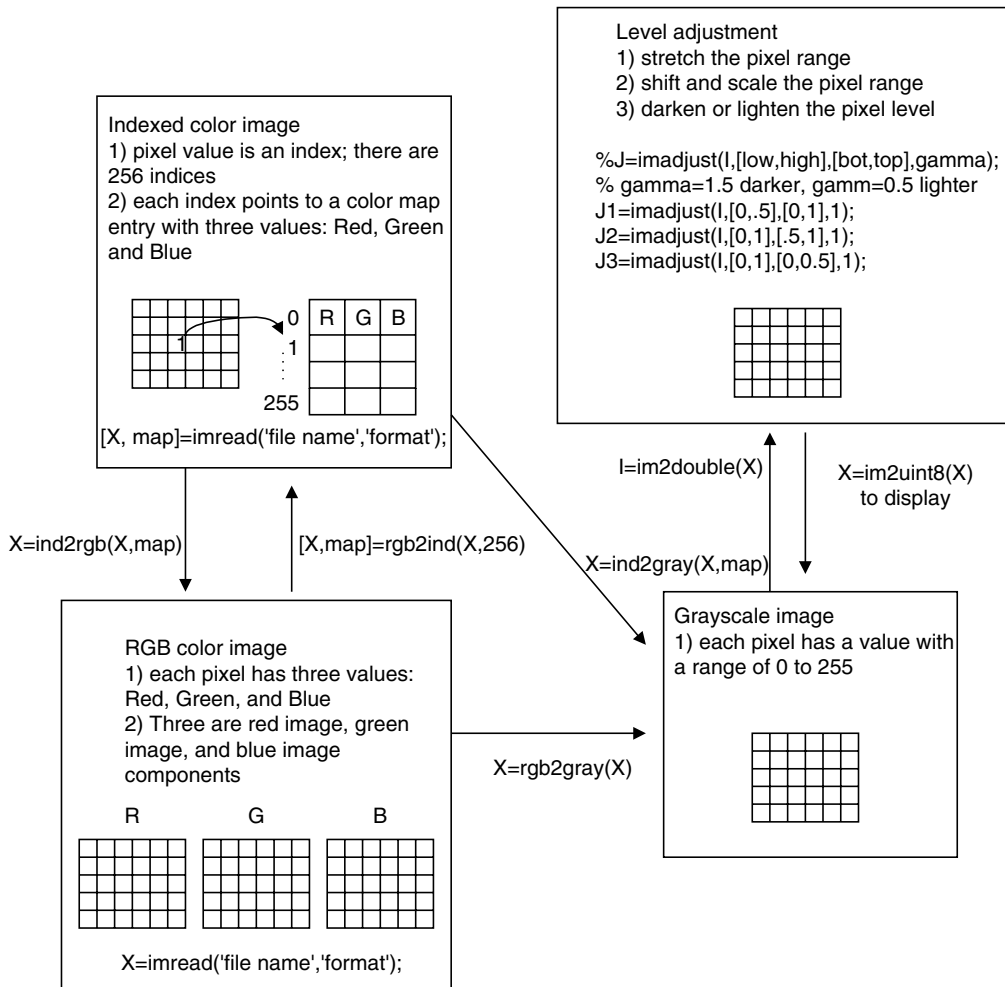 Level adjustment
1) stretch the pixel range
2) shift and scale the pixel range
3) darken or lighten the pixel level
%J=imadjust(I,[low,high],[bot,top],gamma);
% gamma=1.5 darker, gamm=0.5 lighter
J1=imadjust(I,[0,.5],[0,1],1);
J2=imadjust(I,[0,1],[.5,1],1);
J3=imadjust(I,[0,1],[0,0.5],1);
Indexed color image
1) pixel value is an index; there are
256 indices
2) each index points to a color map
entry with three values: Red, Green
and Blue
0 R G B
1 1
255
[X, map]=imread('file name','format');
I=im2double(X)
X=im2uint8(X)
to display
X=ind2rgb(X,map)
[X,map]=rgb2ind(X,256)
X=ind2gray(X,map)
RGB color image
1) each pixel has three values:
Red, Green, and Blue
2) Three are red image, green
image, and blue image
components
R G B
X=imread('file name','format');
X=rgb2gray(X)
Grayscale image
1) each pixel has a value with
a range of 0 to 255